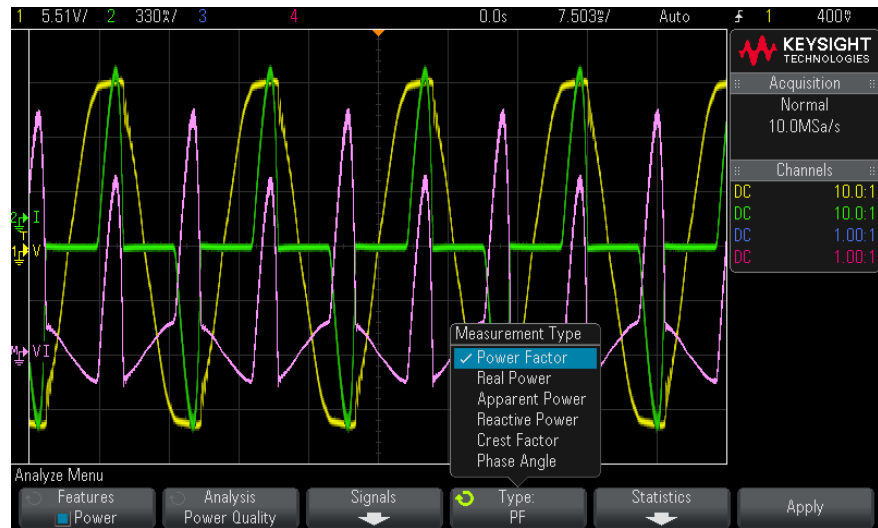 1 5.51V/ 2 330%/ 3 4 0.0s 7.503%/ Auto 1 400V
KEYSIGHT
TECHNOLOGIES
Acquisition
Normal
10.0MSa/s
Channels
DC 10.0:1
DC 10.0:1
DC 1.00:1
DC 1.00:1
2 I
T
1 V
M VI
Measurement Type
Power Factor
Real Power
Apparent Power
Reactive Power
Crest Factor
Phase Angle
Analyze Menu
Features
Power
Analysis
Power Quality
Signals
Type:
PF
Statistics
Apply